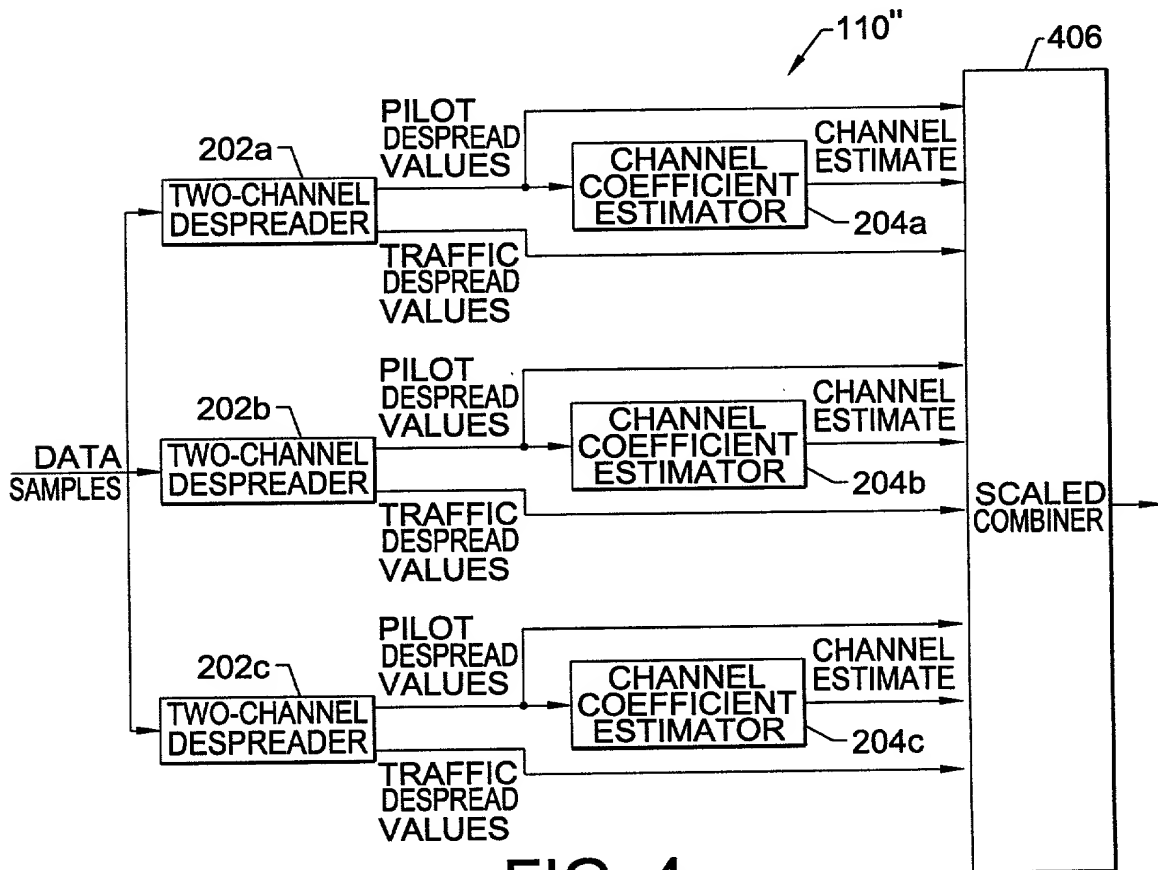 110"
406
PILOT
DESPREAD
VALUES
202a
TWO-CHANNEL
DESPREADER
CHANNEL
COEFFICIENT
ESTIMATOR
204a
CHANNEL
ESTIMATE
TRAFFIC
DESPREAD
VALUES
PILOT
DESPREAD
VALUES
202b
DATA
SAMPLES
TWO-CHANNEL
DESPREADER
CHANNEL
COEFFICIENT
ESTIMATOR
204b
CHANNEL
ESTIMATE
TRAFFIC
DESPREAD
VALUES
SCALED
COMBINER
PILOT
DESPREAD
VALUES
202c
TWO-CHANNEL
DESPREADER
CHANNEL
COEFFICIENT
ESTIMATOR
204c
CHANNEL
ESTIMATE
TRAFFIC
DESPREAD
VALUES